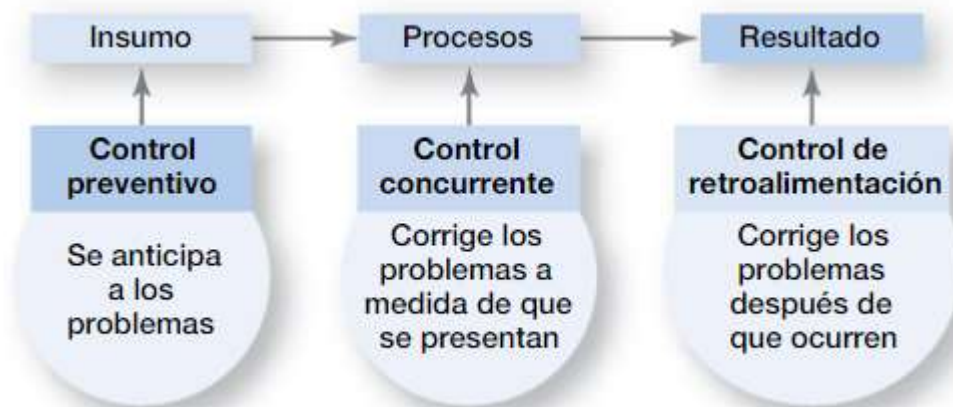 Insumo
Procesos
Resultado
Control
preventivo
Se anticipa
a los
problemas
Control
concurrente
Corrige los
problemas a
medida de que
se presentan
Control de
retroalimentación
Corrige los
problemas
después de
que ocurren